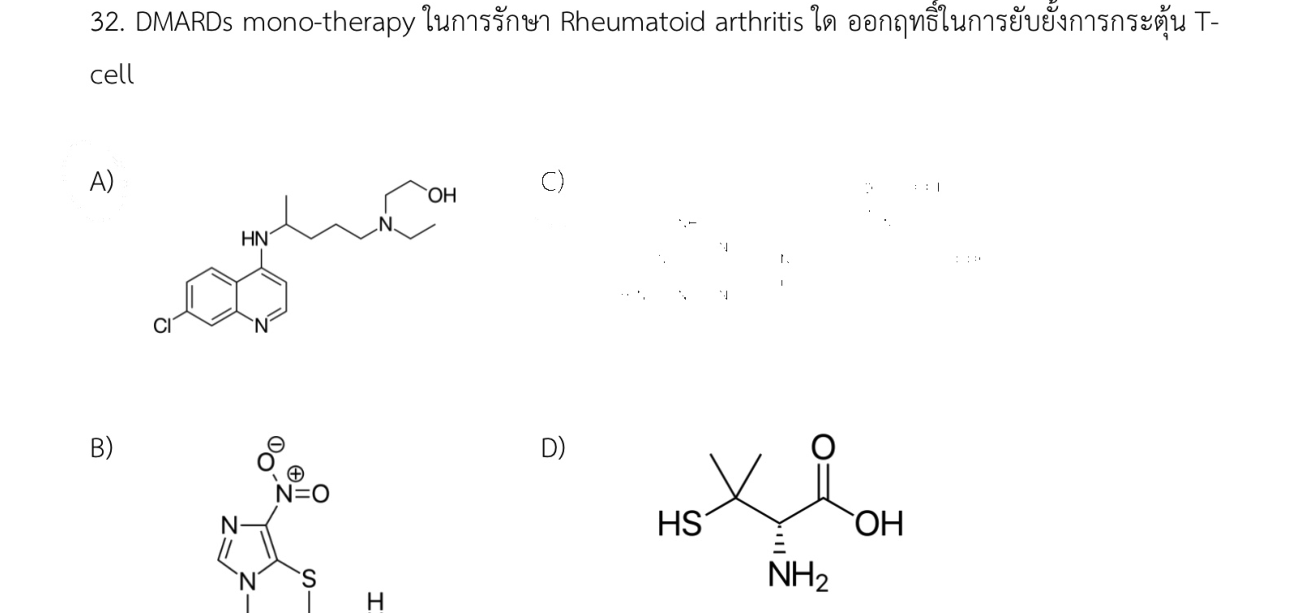 32. DMARDs mono-therapy ในการรักษา Rheumatoid arthritis ใด ออกฤทธิ์ในการยับยั้งการกระตุ้น T-
cell
A)
C)
OH
N
HN
Cl
N
B)
D)
O
O
N=O
N
HS
OH
N
S
NH2
H